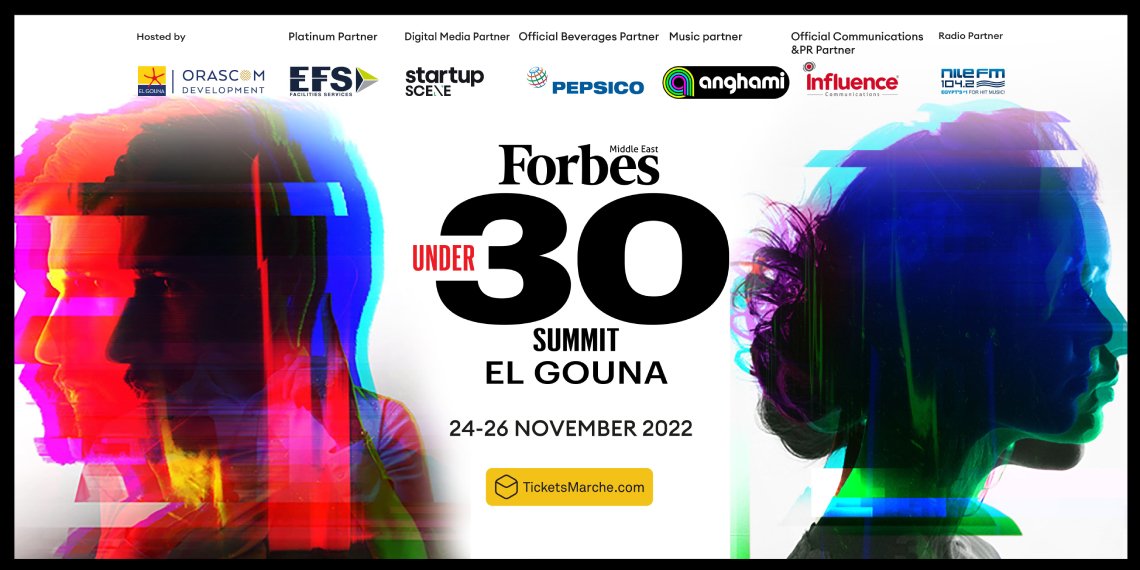 Hosted by
EL GOUNA
ORASCOM
DEVELOPMENT
Platinum Partner
EFS
FACILITIES SERVICES
Digital Media Partner
startup
SCENE
Official Beverages Partner
PEPSICO
Music partner
anghami
Official Communications
&PR Partner
influence
Communications
Radio Partner
nile FM
104.2
EGYPT'S #1 FOR HIT MUSIC!
Forbes
Middle East
UNDER
30
SUMMIT
EL GOUNA
24-26 NOVEMBER 2022
TicketsMarche.com